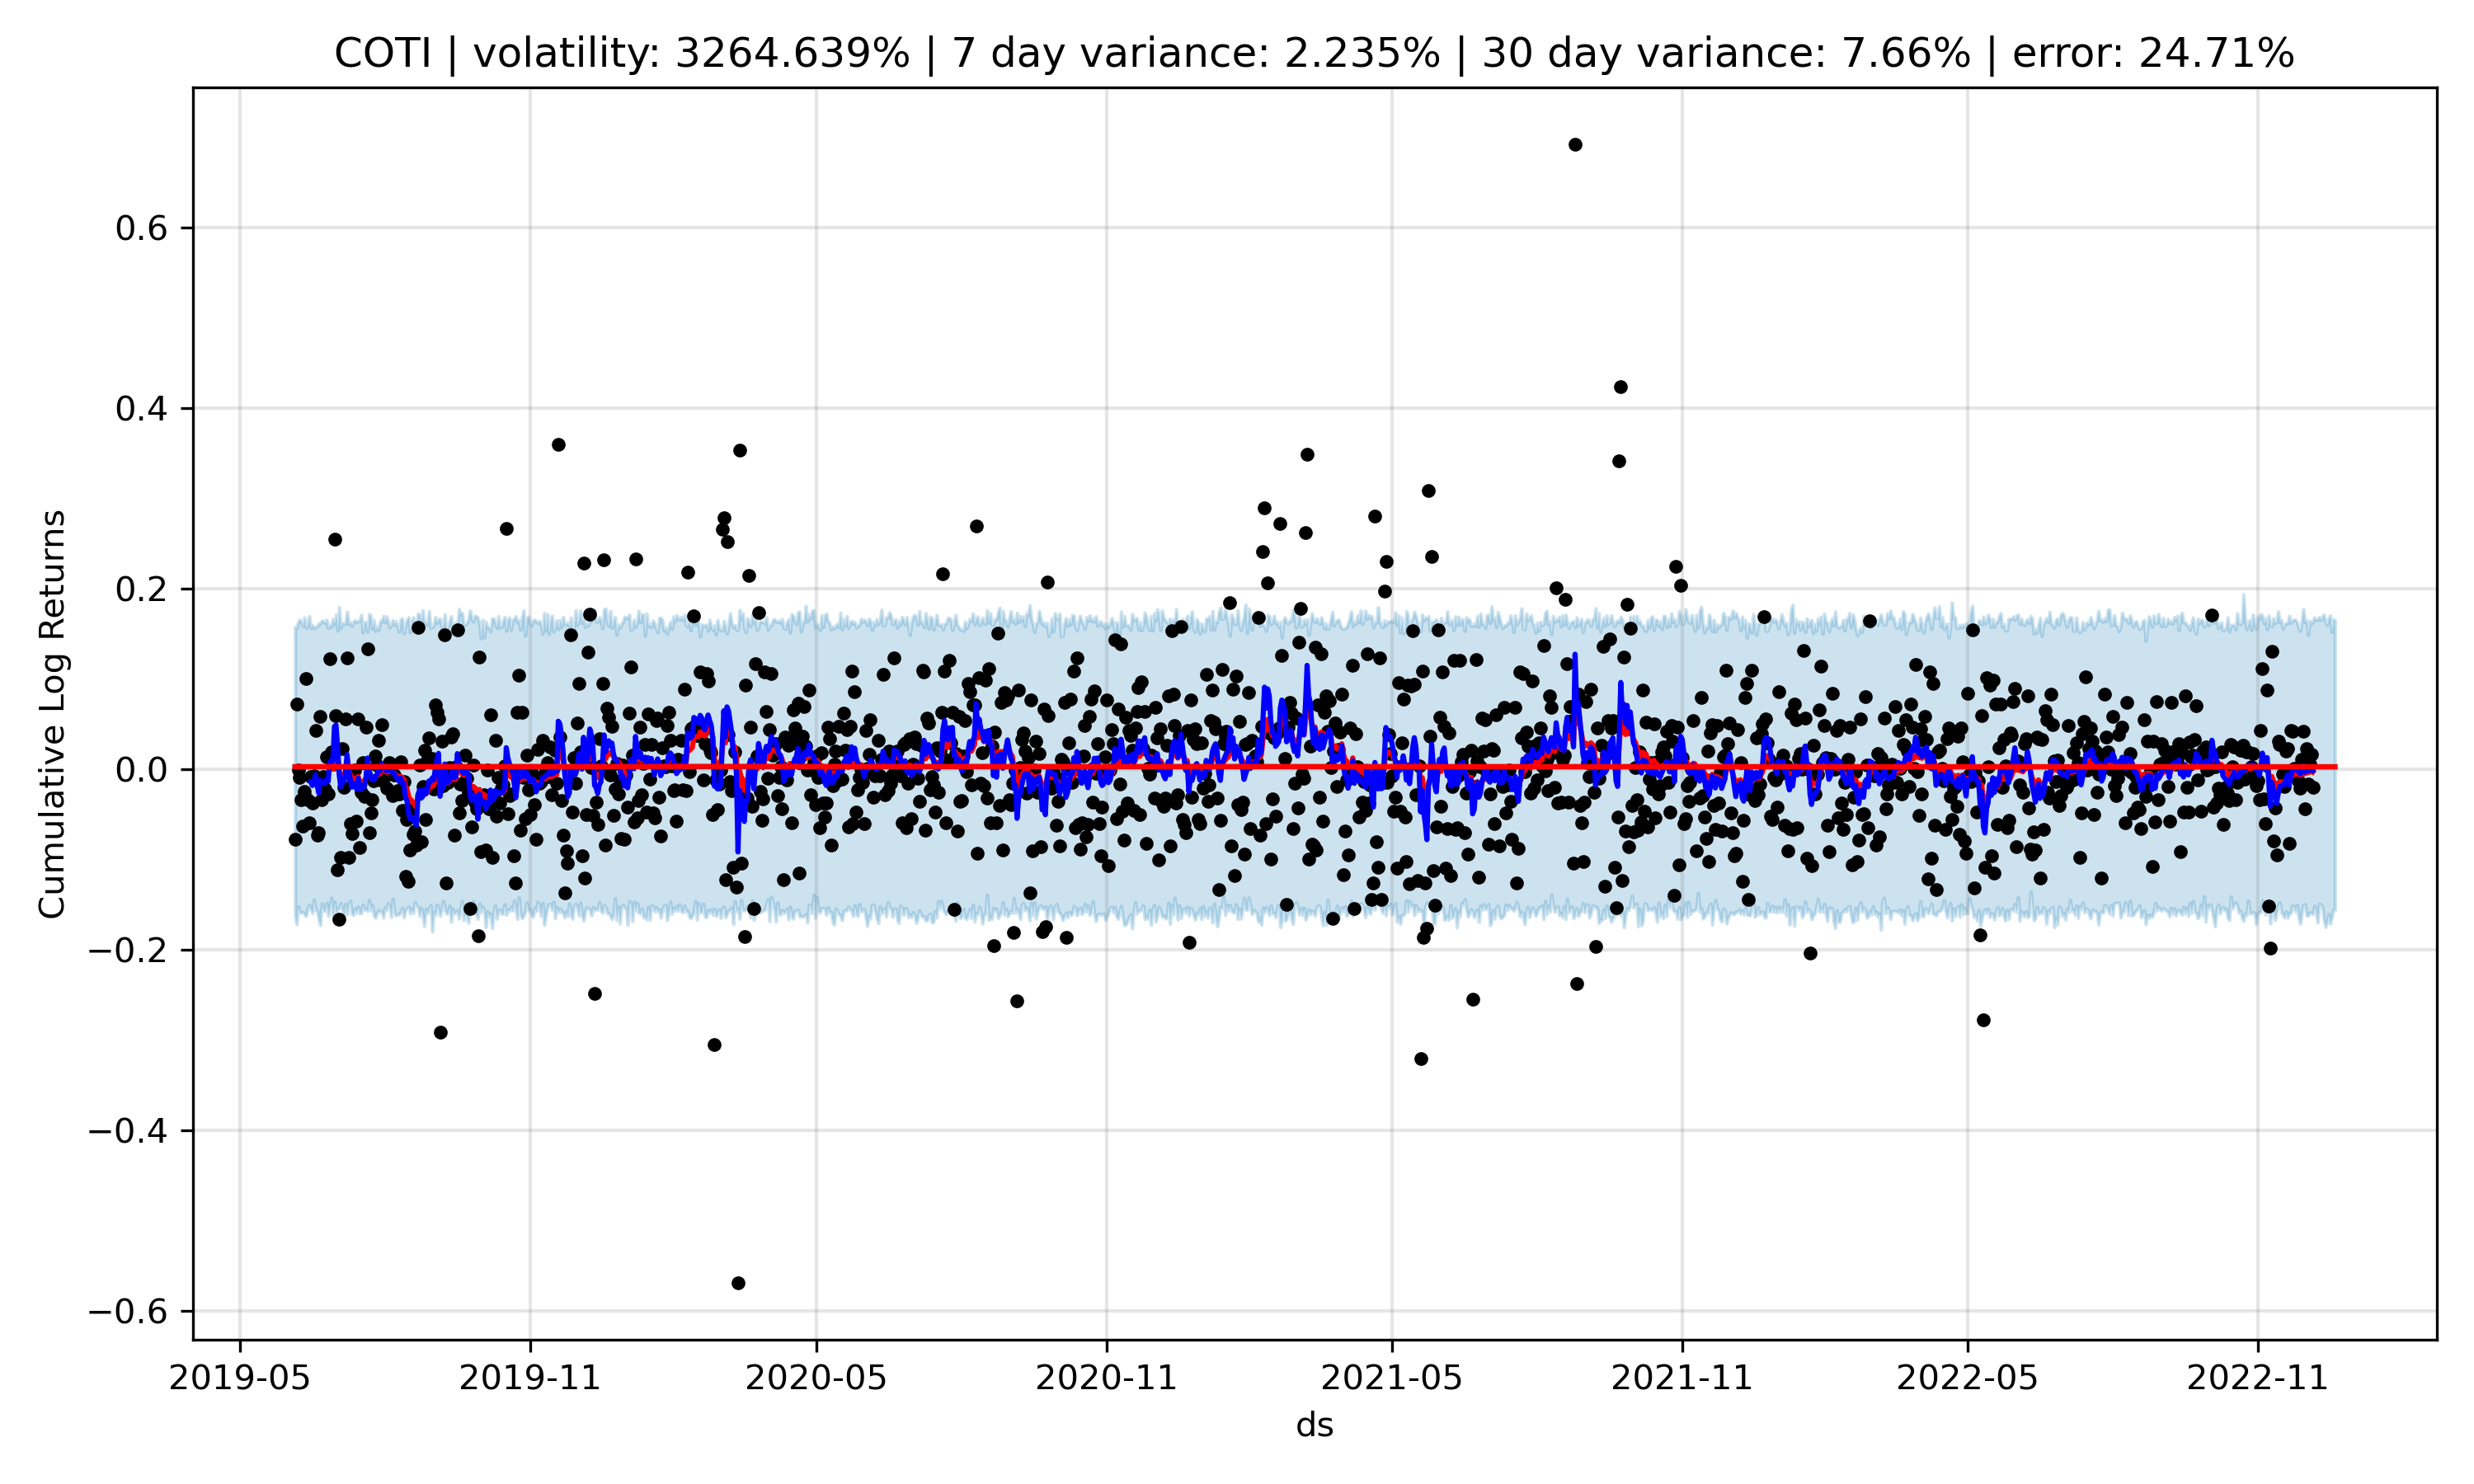 COTI | volatility: 3264.639% | 7 day variance: 2.235% | 30 day variance: 7.66% | error: 24.71%
Cumulative Log Returns
0.6
0.4
0.2
0.0
−0.2
−0.4
−0.6
2019-05 2019-11 2020-05 2020-11 2021-05 2021-11 2022-05 2022-11
ds